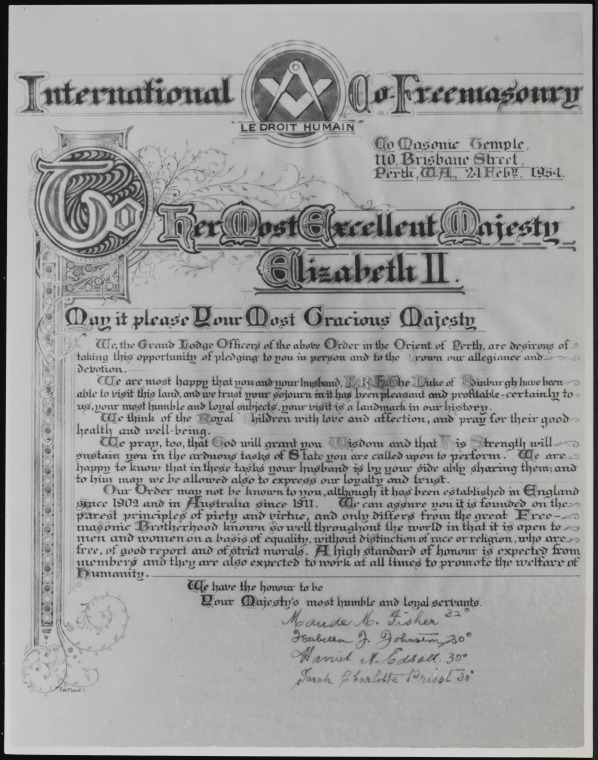 International Co-Freemasonry
"LE DROIT HUMAIN"
Co Masonic Temple,
110, Brisbane Street,
Perth, W.A., 24 Feby, 1954.
To
Her Most Excellent Majesty
Elizabeth II.
May it please Your Most Gracious Majesty
We, the Grand Lodge Officers of the above Order in the Orient of Perth, are desirous of
taking this opportunity of pledging to you in person and to the Crown our allegiance and
devotion.
We are most happy that you and your husband, H.R.H. The Duke of Edinburgh have been
able to visit this land, and we trust your sojourn in it has been pleasant and profitable - certainly to
us, your most humble and loyal subjects, your visit is a landmark in our history.
We think of the Royal Children with love and affection, and pray for their good
health and well-being.
We pray, too, that God will grant you Wisdom and that His Strength will
sustain you in the arduous tasks of State you are called upon to perform. We are
happy to know that in these tasks your husband is by your side ably sharing them; and
to him may we be allowed also to express our loyalty and trust.
Our Order may not be known to you, although it has been established in England
since 1902 and in Australia since 1911. We can assure you it is founded on the
purest principles of piety and virtue, and only differs from the great Free-
masonic Brotherhood known so well throughout the world in that it is open to
men and women on a basis of equality, without distinction of race or religion, who are
free, of good report and of strict morals. A high standard of honour is expected from
members and they are also expected to work at all times to promote the welfare of
Humanity.
We have the honour to be
Your Majesty's most humble and loyal servants.
Maude M. Fisher 32°
Isabella J. Johnston 30°
Harriet A. Edsall 30°
Sarah Charlotte Priest 30°